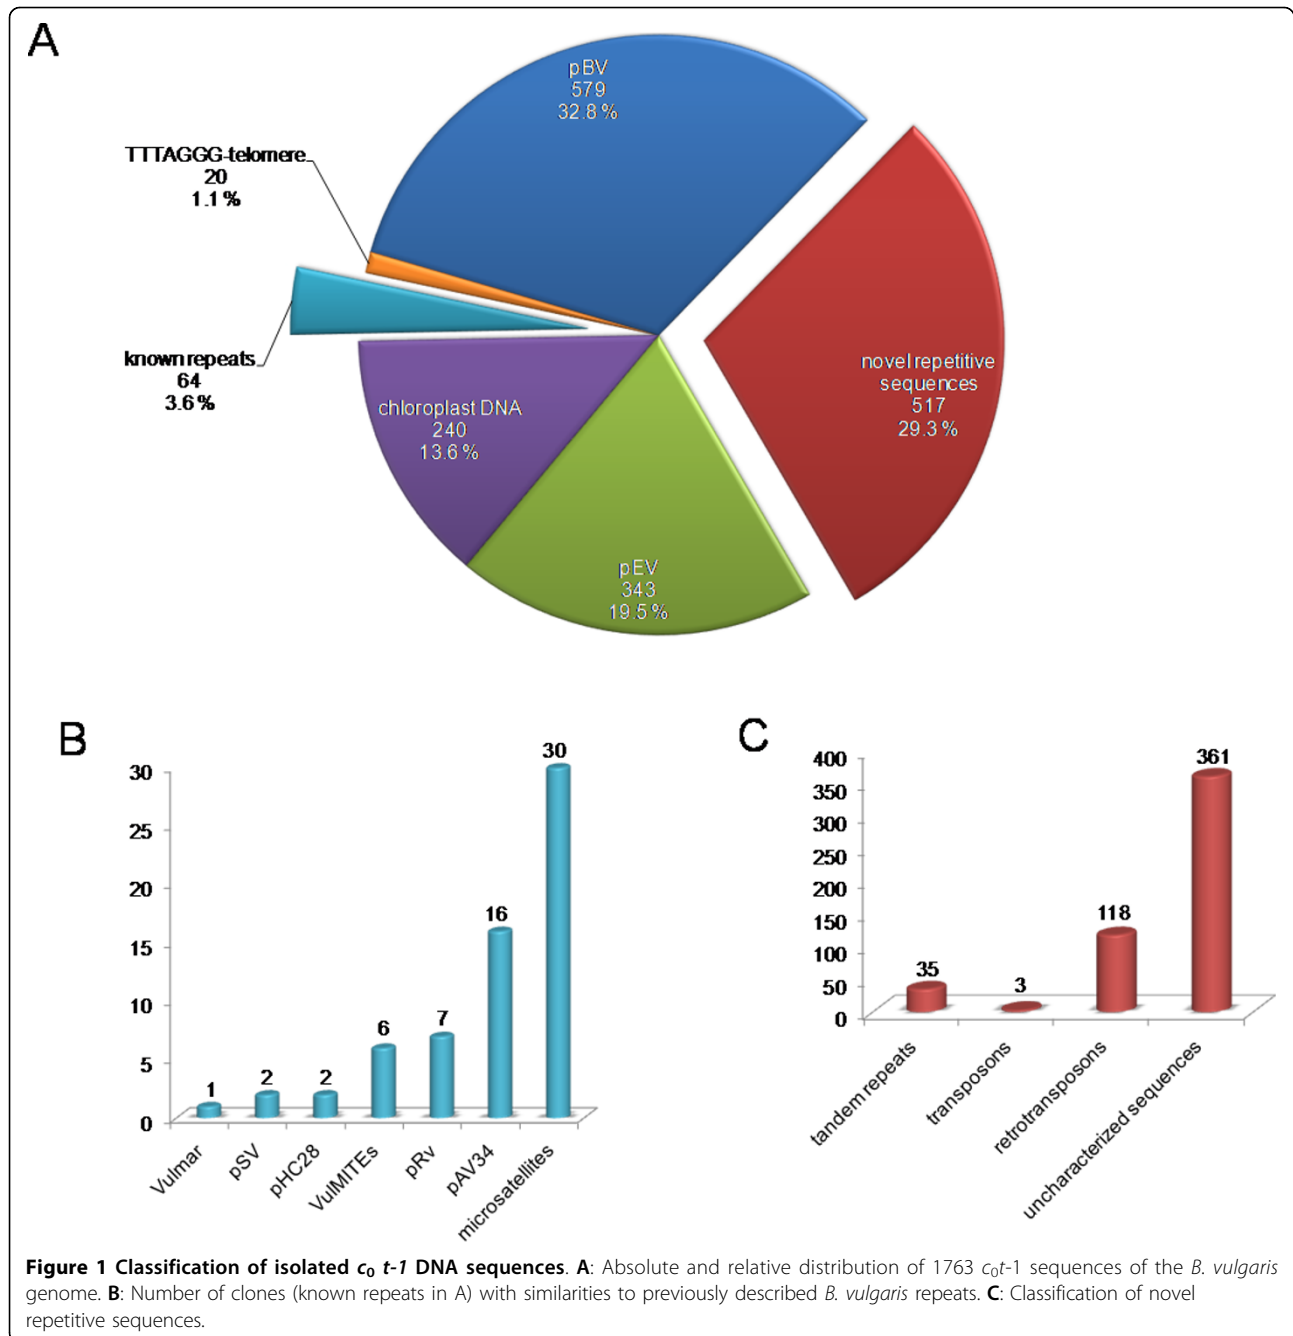 A
pBV
579
32.8 %
TTTAGGG-telomere
20
1.1 %
known repeats
64
3.6 %
chloroplast DNA
240
13.6 %
novel repetitive
sequences
517
29.3 %
pEV
343
19.5 %
B
30
25
20
15
10
5
0
1
2
2
6
7
16
30
Vulmar
pSV
pHC28
VulMITEs
pRv
pAV34
microsatellites
C
400
350
300
250
200
150
100
50
0
35
3
118
361
tandem repeats
transposons
retrotransposons
uncharacterized sequences
Figure 1 Classification of isolated c₀ t-1 DNA sequences. A: Absolute and relative distribution of 1763 c₀t-1 sequences of the B. vulgaris
genome. B: Number of clones (known repeats in A) with similarities to previously described B. vulgaris repeats. C: Classification of novel
repetitive sequences.